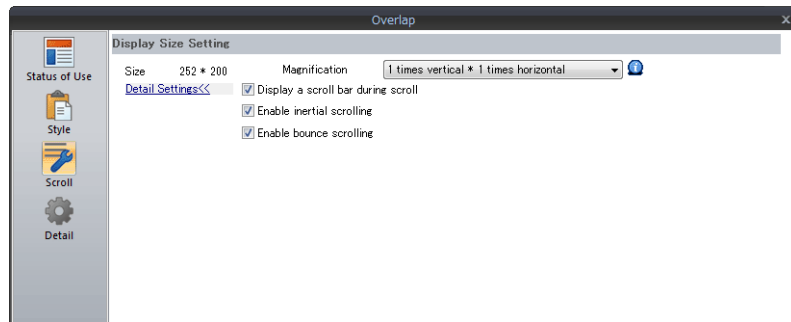 Overlap
x
Status of Use
Style
Scroll
Detail
Display Size Setting
Size 252 * 200 Magnification 1 times vertical * 1 times horizontal
Detail Settings<< Display a scroll bar during scroll
Enable inertial scrolling
Enable bounce scrolling